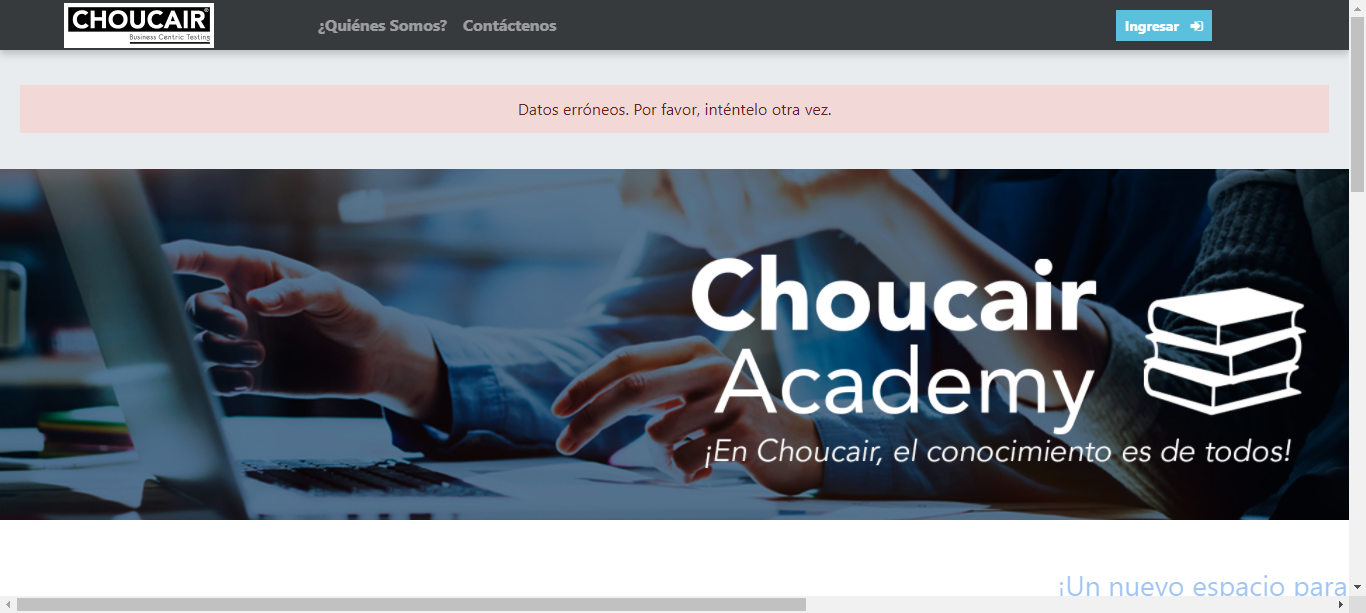 CHOUCAIR®
Business Centric Testing
¿Quiénes Somos? Contáctenos
Ingresar
Datos erróneos. Por favor, inténtelo otra vez.
Choucair
Academy
¡En Choucair, el conocimiento es de todos!
¡Un nuevo espacio para